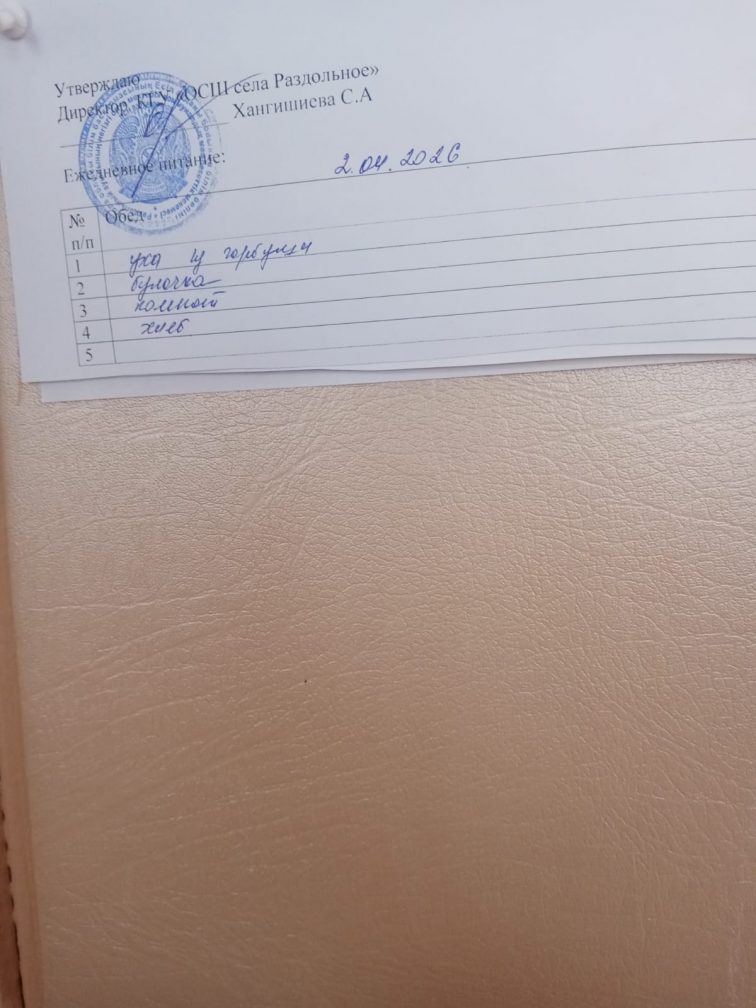 Утверждаю
Директор КГУ «ОСШ села Раздольное»
Хангишиева С.А
Ежедневное питание: 2.04.2026
№ п/п Обед
1 уха из горбуши
2 булочка
3 компот
4 хлеб
5